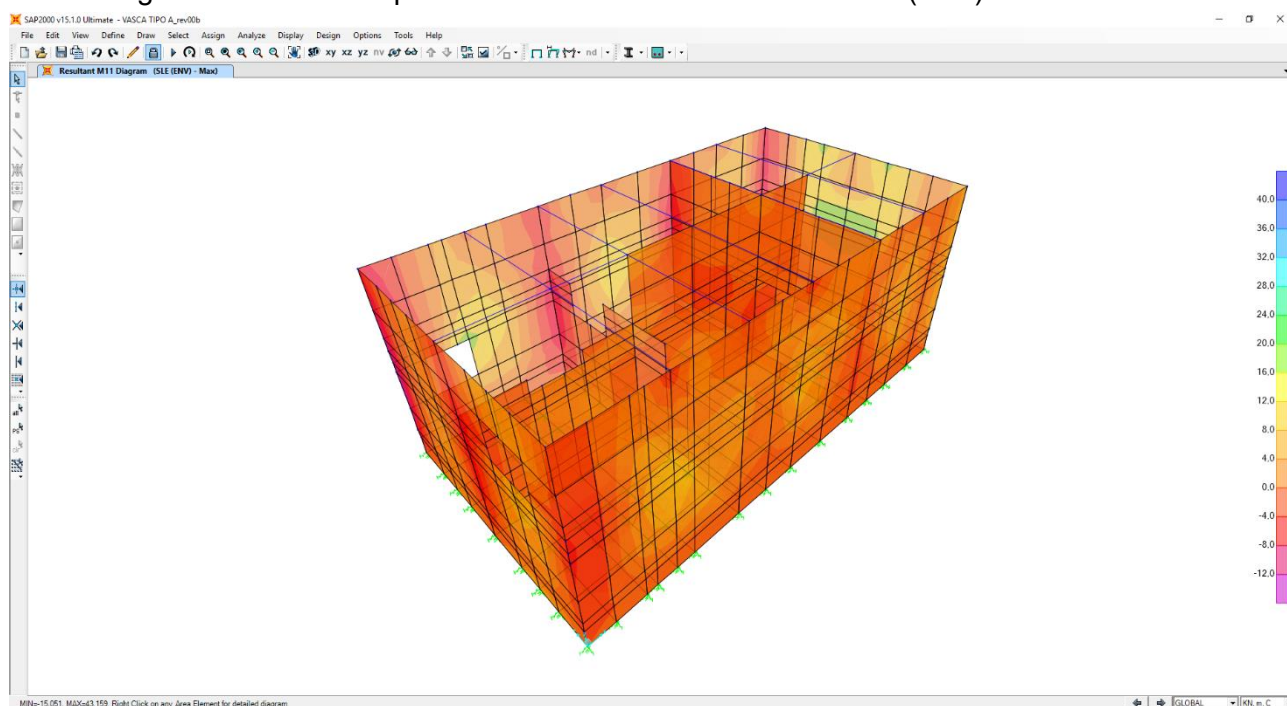 SAP2000 v15.1.0 Ultimate - VASCA TIPO A_rev00b
File Edit View Define Draw Select Assign Analyze Display Design Options Tools Help
xy xz yz nv nd
Resultant M11 Diagram (SLE (ENV) - Max)
40.0
36.0
32.0
28.0
24.0
20.0
16.0
12.0
8.0
4.0
0.0
-4.0
-8.0
-12.0
MIN=-15.051, MAX=43.159, Right Click on any Area Element for detailed diagram
GLOBAL KN, m, C